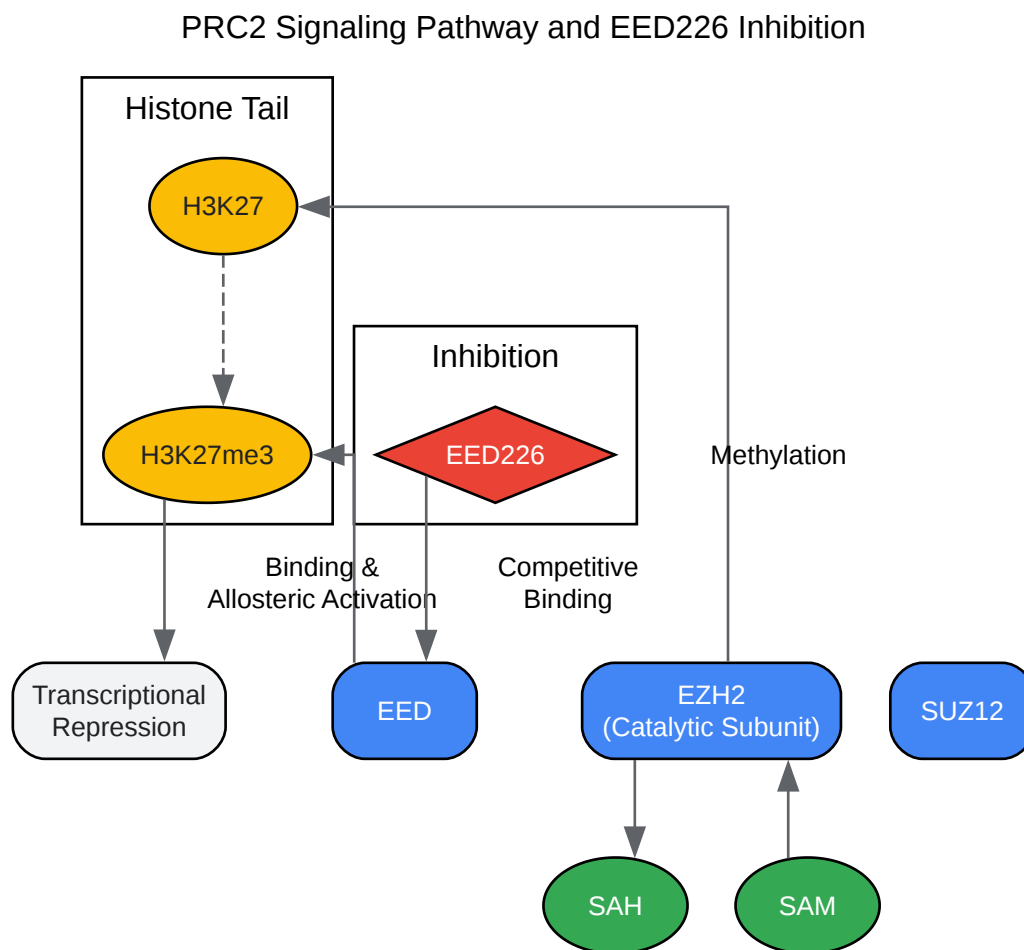 PRC2 Signaling Pathway and EED226 Inhibition
Histone Tail
H3K27
Inhibition
H3K27me3
EED226
Methylation
Binding &
Allosteric Activation
Competitive
Binding
Transcriptional
Repression
EED
EZH2
(Catalytic Subunit)
SUZ12
SAH
SAM